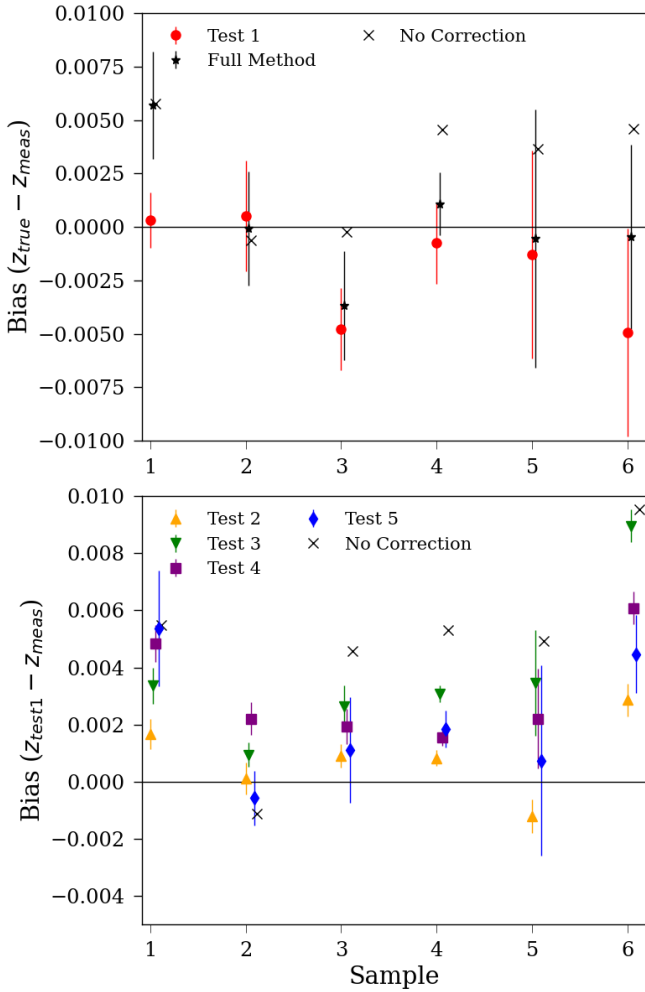 0.0100
0.0075
0.0050
0.0025
0.0000
−0.0025
−0.0050
−0.0075
−0.0100
Bias (z_true − z_meas)
Test 1
Full Method
No Correction
1 2 3 4 5 6
0.010
0.008
0.006
0.004
0.002
0.000
−0.002
−0.004
Bias (z_test1 − z_meas)
Test 2
Test 3
Test 4
Test 5
No Correction
1 2 3 4 5 6
Sample